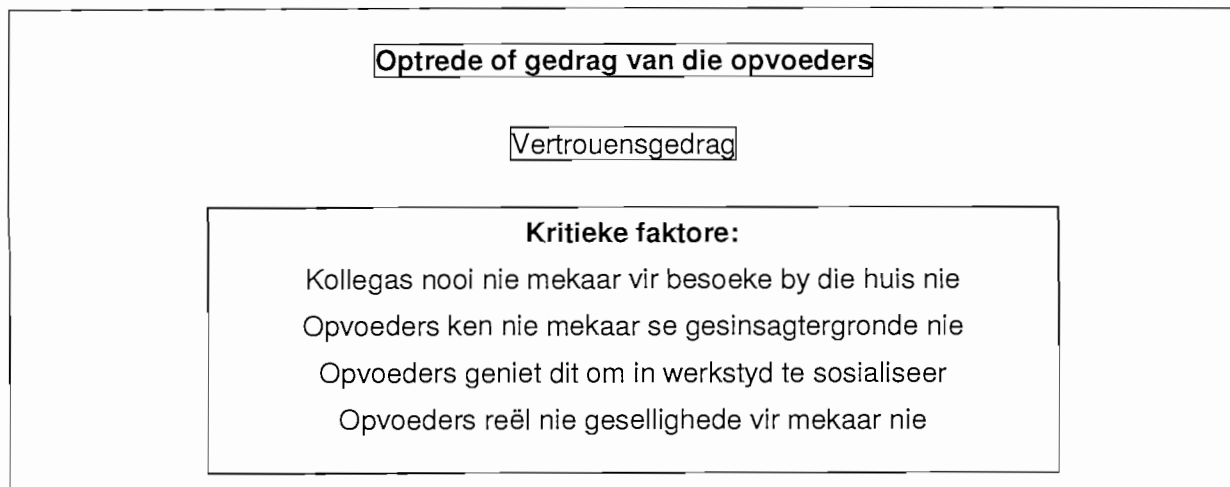 Optrede of gedrag van die opvoeders
Vertrouensgedrag
Kritieke faktore:
Kollegas nooi nie mekaar vir besoeke by die huis nie
Opvoeders ken nie mekaar se gesinsagtergronde nie
Opvoeders geniet dit om in werkstyd te sosialiseer
Opvoeders reël nie gesellighede vir mekaar nie